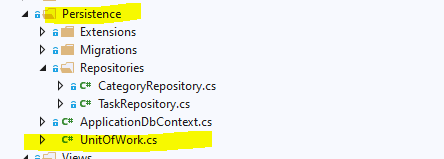 Persistence
Extensions
Migrations
Repositories
C# CategoryRepository.cs
C# TaskRepository.cs
C# ApplicationDbContext.cs
C# UnitOfWork.cs
Views